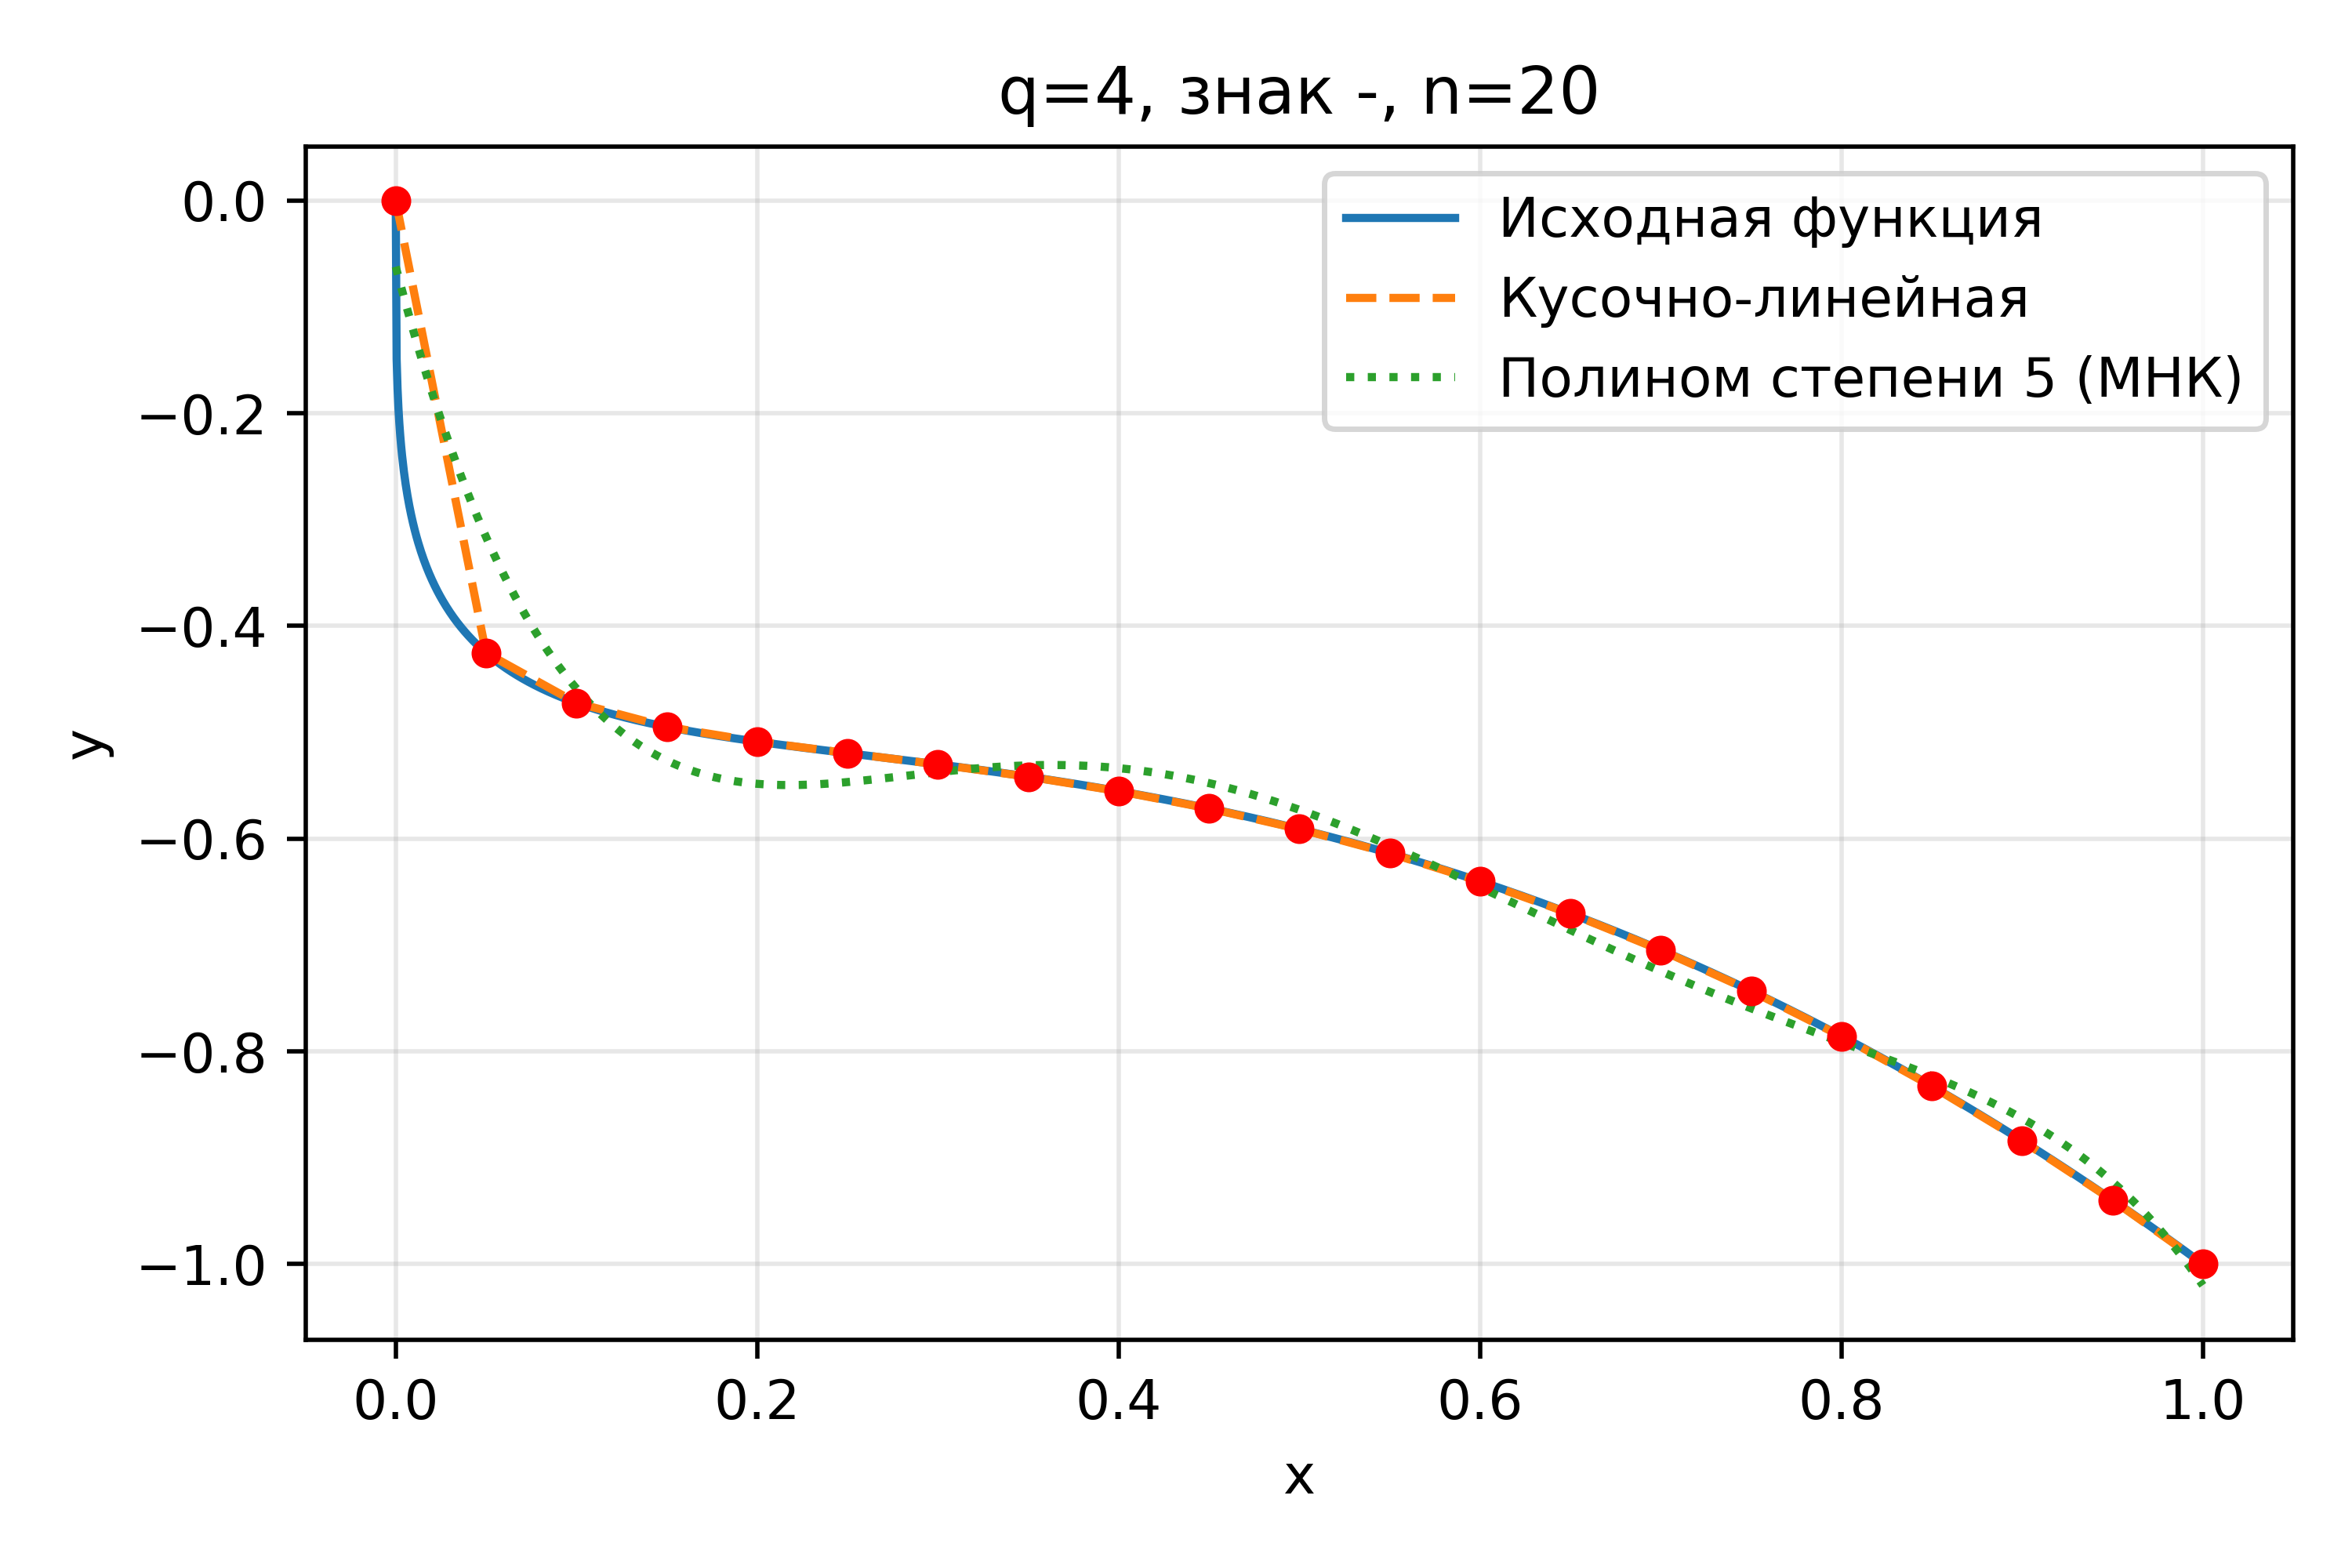 q=4, знак -, n=20
Исходная функция
Кусочно-линейная
Полином степени 5 (МНК)
0.0
−0.2
−0.4
−0.6
−0.8
−1.0
y
0.0 0.2 0.4 0.6 0.8 1.0
x